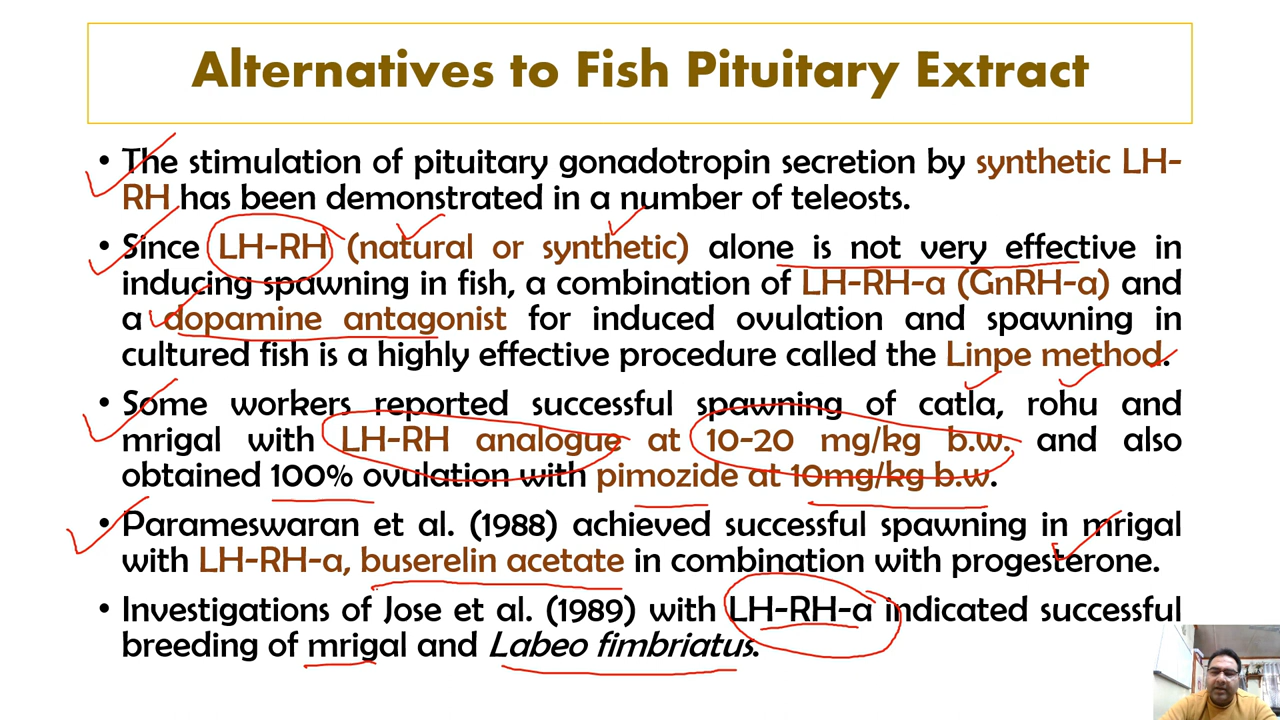 Alternatives to Fish Pituitary Extract
• The stimulation of pituitary gonadotropin secretion by synthetic LH-
RH has been demonstrated in a number of teleosts.
• Since LH-RH (natural or synthetic) alone is not very effective in
inducing spawning in fish, a combination of LH-RH-a (GnRH-a) and
a dopamine antagonist for induced ovulation and spawning in
cultured fish is a highly effective procedure called the Linpe method.
• Some workers reported successful spawning of catla, rohu and
mrigal with LH-RH analogue at 10-20 mg/kg b.w. and also
obtained 100% ovulation with pimozide at 10mg/kg b.w.
• Parameswaran et al. (1988) achieved successful spawning in mrigal
with LH-RH-a, buserelin acetate in combination with progesterone.
• Investigations of Jose et al. (1989) with LH-RH-a indicated successful
breeding of mrigal and Labeo fimbriatus.